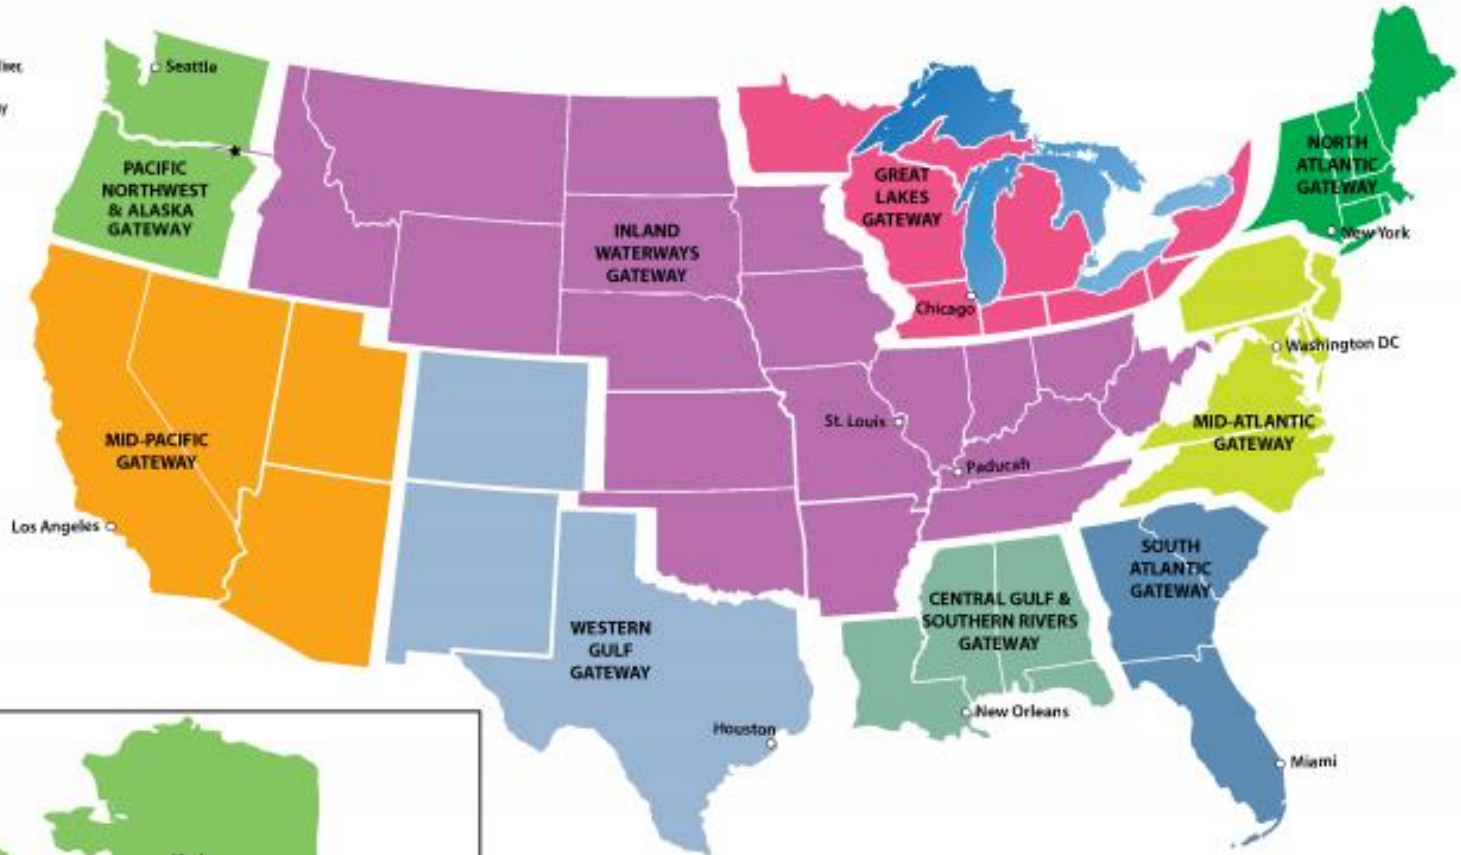 Seattle
PACIFIC
NORTHWEST
& ALASKA
GATEWAY
INLAND
WATERWAYS
GATEWAY
GREAT
LAKES
GATEWAY
NORTH
ATLANTIC
GATEWAY
New York
Chicago
Washington DC
MID-PACIFIC
GATEWAY
St. Louis
Paducah
MID-ATLANTIC
GATEWAY
Los Angeles
SOUTH
ATLANTIC
GATEWAY
CENTRAL GULF &
SOUTHERN RIVERS
GATEWAY
WESTERN
GULF
GATEWAY
New Orleans
Houston
Miami